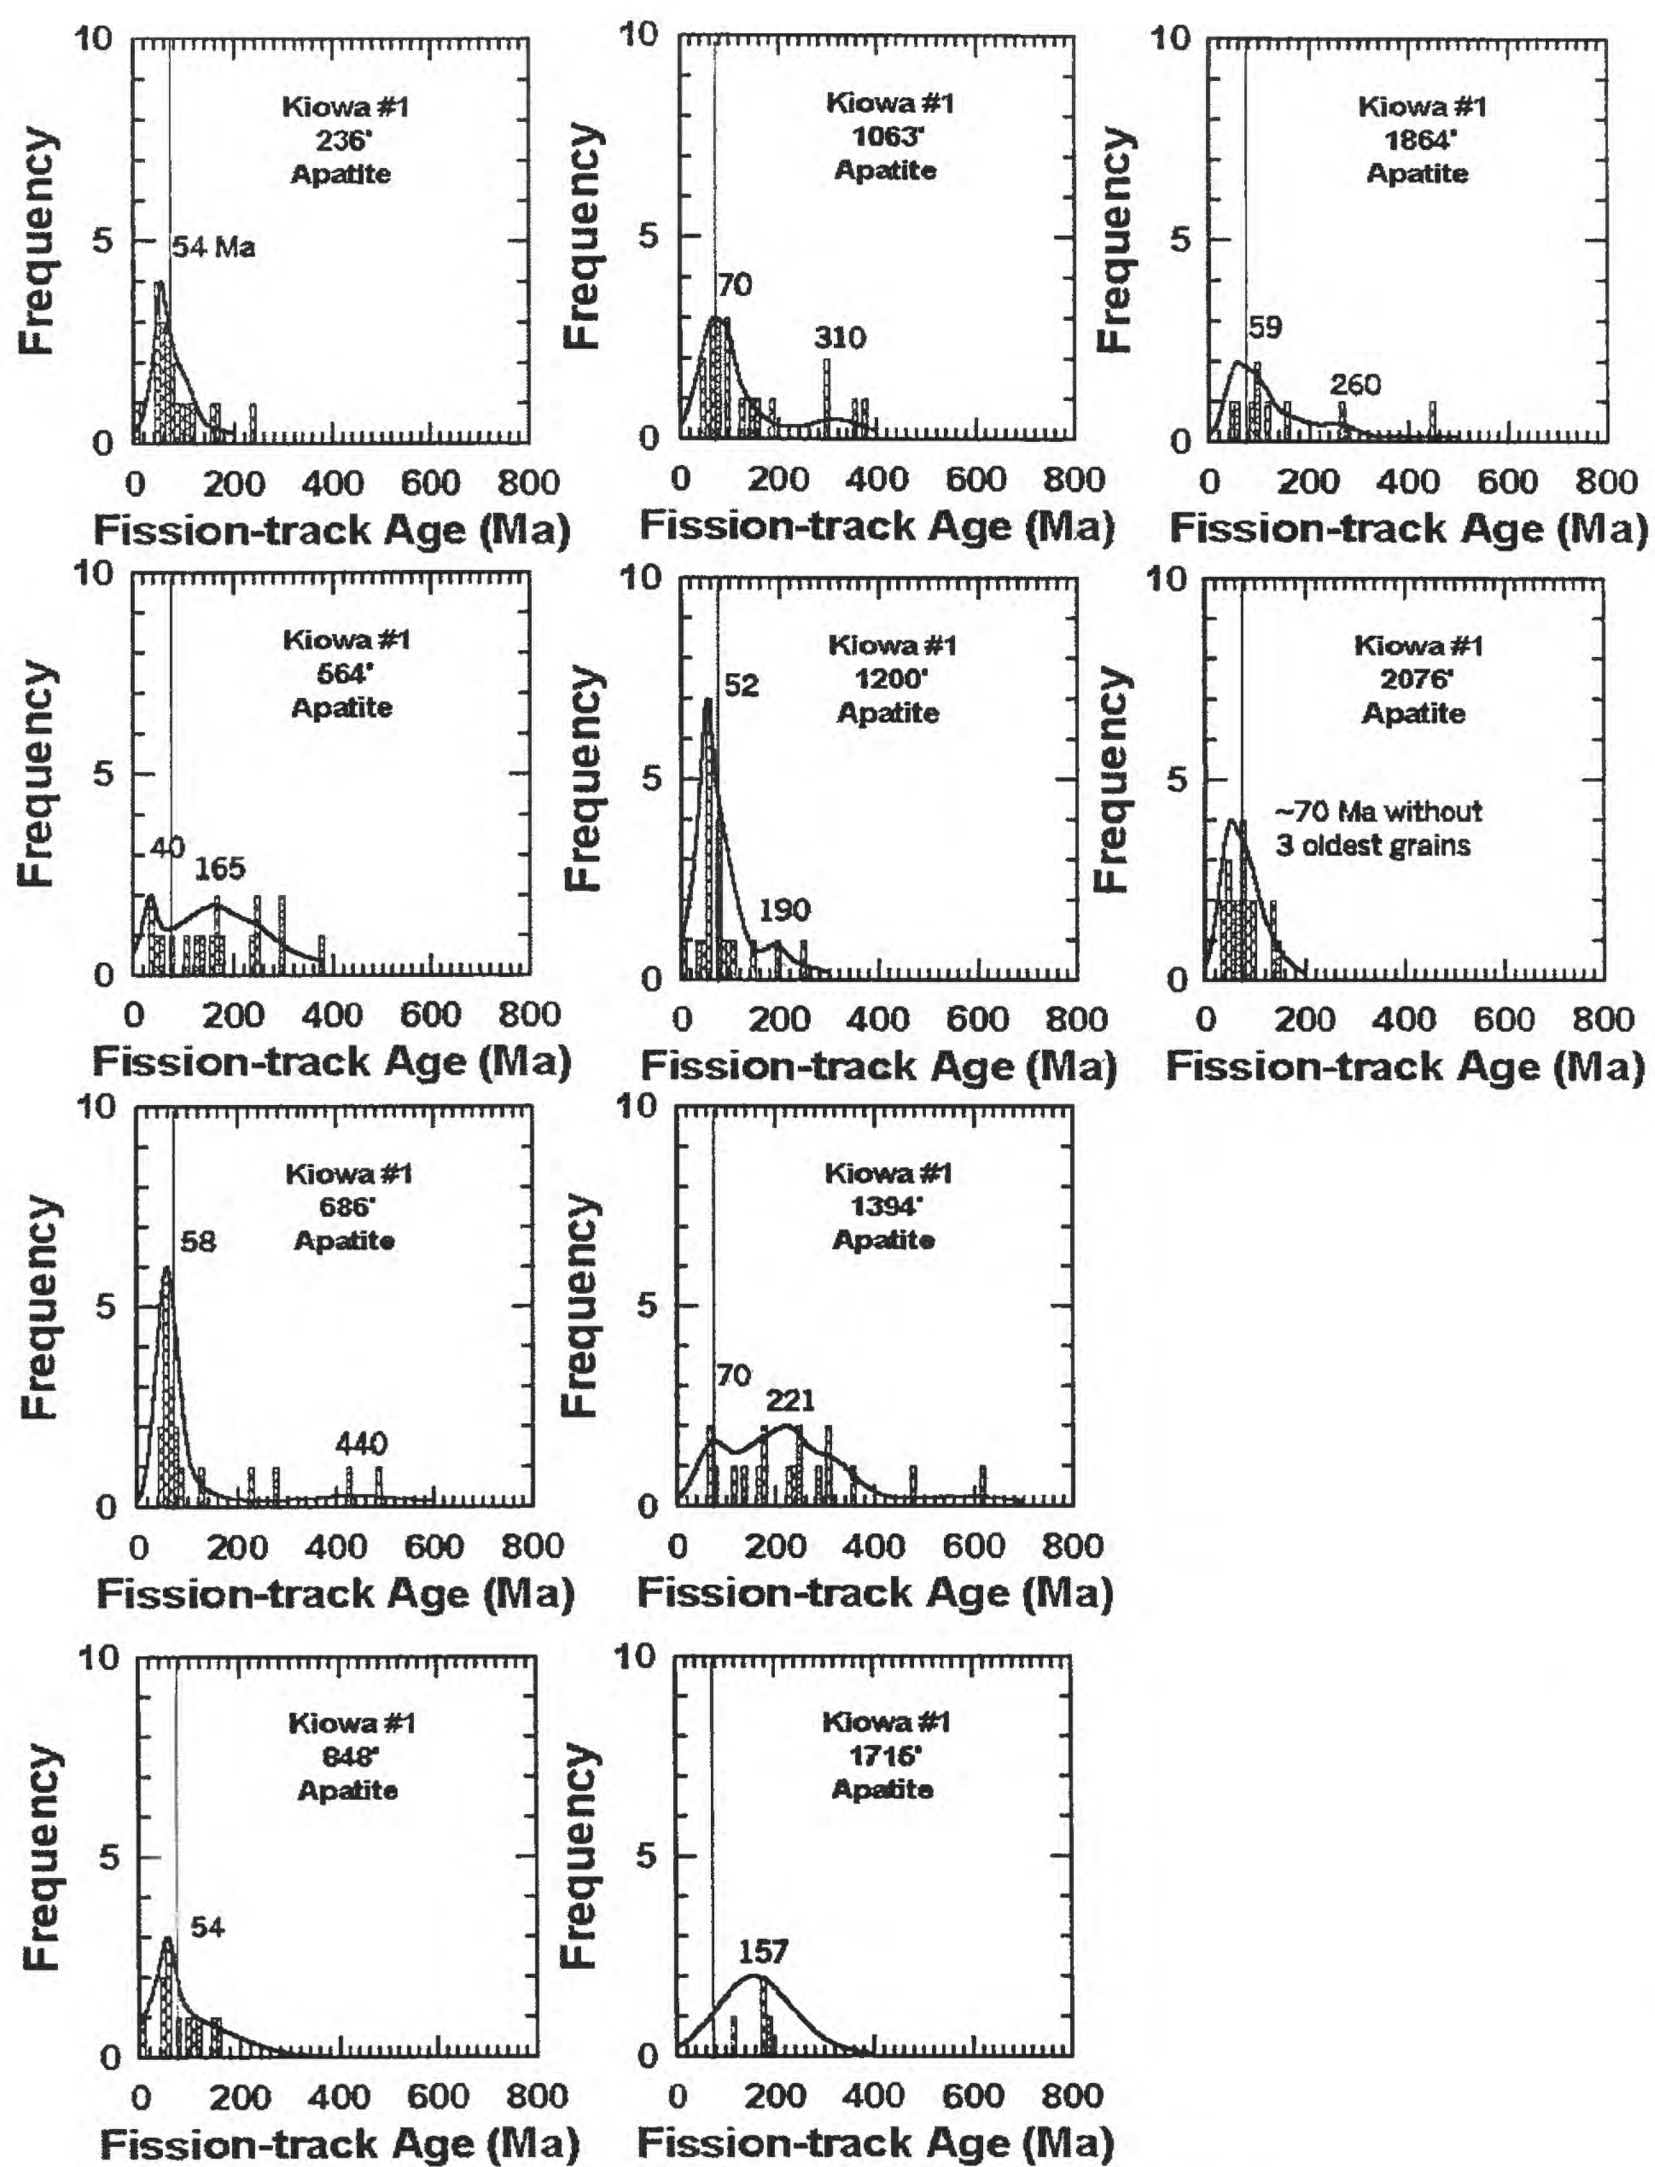 10
Kiowa #1
236'
Apatite
54 Ma
5
0
Frequency
0 200 400 600 800
Fission-track Age (Ma)
10
Kiowa #1
1063'
Apatite
70
310
5
0
Frequency
0 200 400 600 800
Fission-track Age (Ma)
10
Kiowa #1
1864'
Apatite
59
260
5
0
Frequency
0 200 400 600 800
Fission-track Age (Ma)
10
Kiowa #1
564'
Apatite
40
165
5
0
Frequency
0 200 400 600 800
Fission-track Age (Ma)
10
Kiowa #1
1200'
Apatite
52
190
5
0
Frequency
0 200 400 600 800
Fission-track Age (Ma)
10
Kiowa #1
2076'
Apatite
~70 Ma without
3 oldest grains
5
0
Frequency
0 200 400 600 800
Fission-track Age (Ma)
10
Kiowa #1
686'
Apatite
58
440
5
0
Frequency
0 200 400 600 800
Fission-track Age (Ma)
10
Kiowa #1
1394'
Apatite
70
221
5
0
Frequency
0 200 400 600 800
Fission-track Age (Ma)
10
Kiowa #1
848'
Apatite
54
5
0
Frequency
0 200 400 600 800
Fission-track Age (Ma)
10
Kiowa #1
1716'
Apatite
157
5
0
Frequency
0 200 400 600 800
Fission-track Age (Ma)